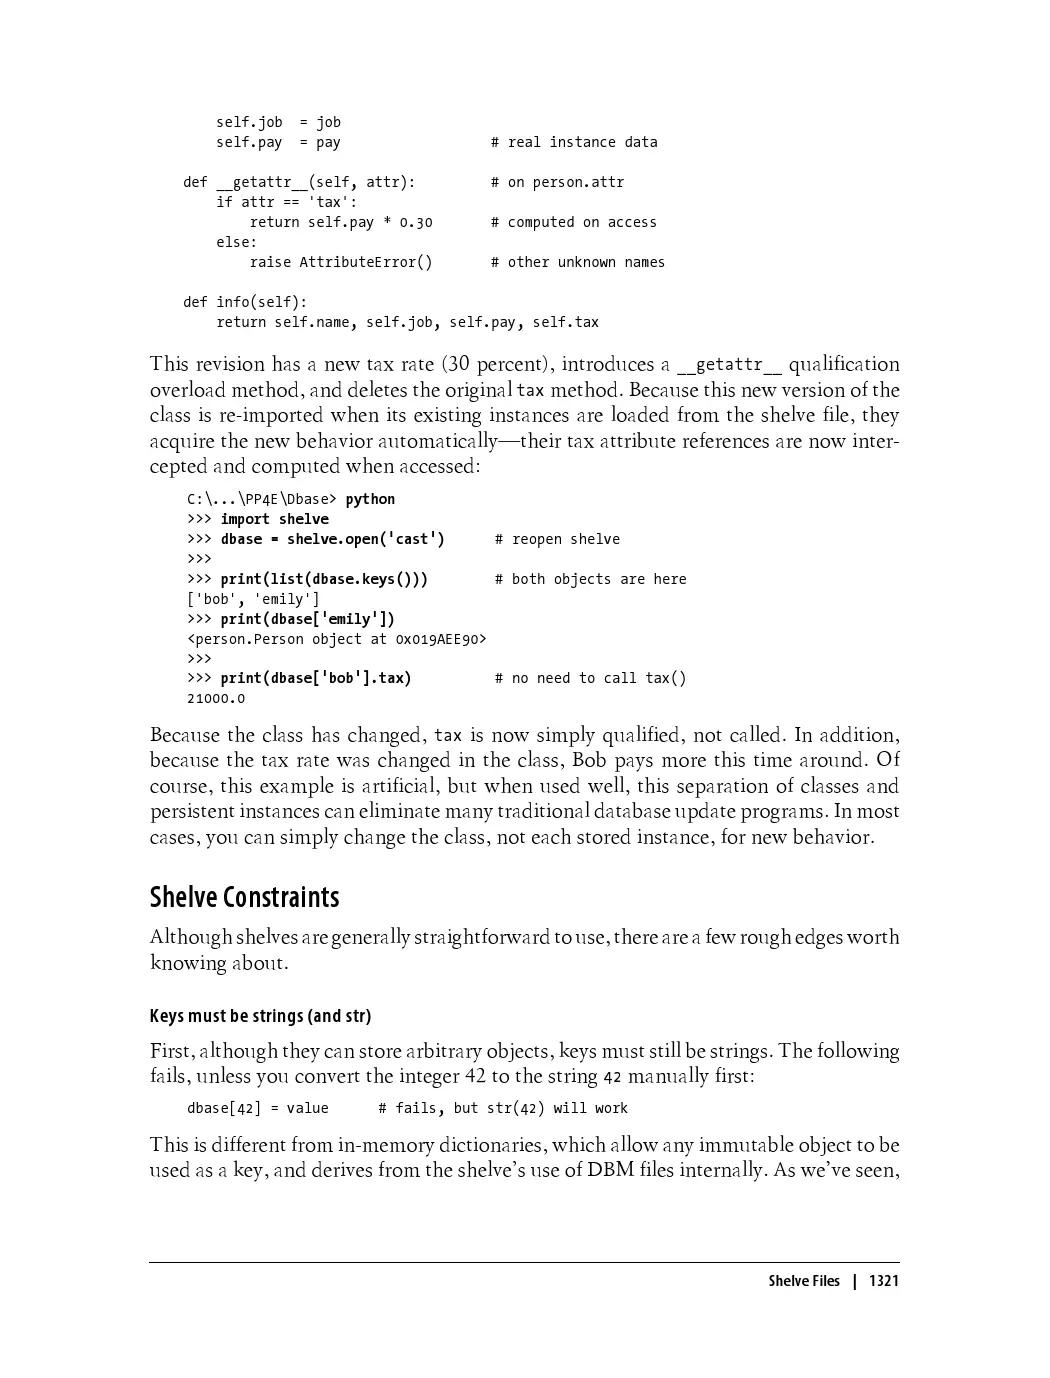 self.job  = job
self.pay  = pay                  # real instance data
def __getattr__(self, attr):         # on person.attr
if attr == 'tax':
return self.pay * 0.30       # computed on access
else:
raise AttributeError()       # other unknown names
def info(self):
return self.name, self.job, self.pay, self.tax
This revision has a new tax rate (30 percent), introduces a __getattr__ qualification
overload method, and deletes the original tax method. Because this new version of the
class is re-imported when its existing instances are loaded from the shelve file, they
acquire the new behavior automatically—their tax attribute references are now inter-
cepted and computed when accessed:
C:\...\PP4E\Dbase> python
>>> import shelve
>>> dbase = shelve.open('cast')      # reopen shelve
>>>
>>> print(list(dbase.keys()))        # both objects are here
['bob', 'emily']
>>> print(dbase['emily'])
<person.Person object at 0x019AEE90>
>>>
>>> print(dbase['bob'].tax)          # no need to call tax()
21000.0
Because the class has changed, tax is now simply qualified, not called. In addition,
because the tax rate was changed in the class, Bob pays more this time around. Of
course, this example is artificial, but when used well, this separation of classes and
persistent instances can eliminate many traditional database update programs. In most
cases, you can simply change the class, not each stored instance, for new behavior.
Shelve Constraints
Although shelves are generally straightforward to use, there are a few rough edges worth
knowing about.
Keys must be strings (and str)
First, although they can store arbitrary objects, keys must still be strings. The following
fails, unless you convert the integer 42 to the string 42 manually first:
dbase[42] = value      # fails, but str(42) will work
This is different from in-memory dictionaries, which allow any immutable object to be
used as a key, and derives from the shelve's use of DBM files internally. As we've seen,
Shelve Files | 1321